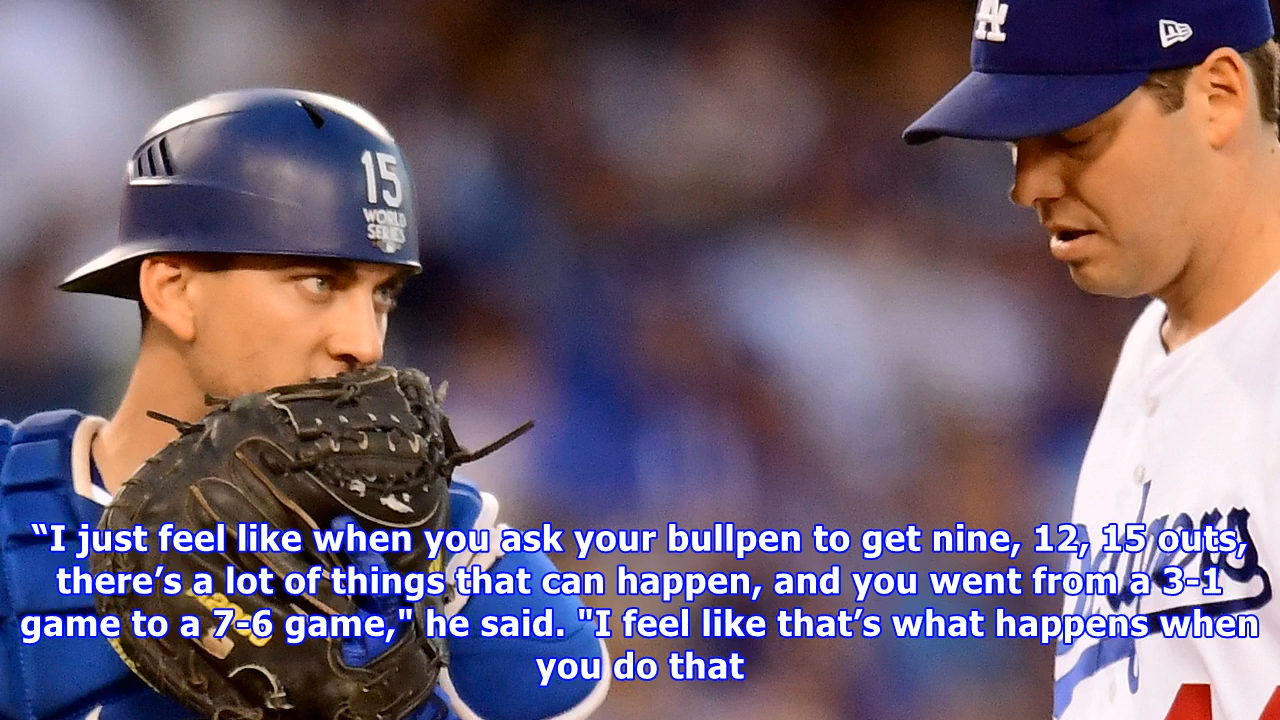 LA
15
WORLD
SERIES
“I just feel like when you ask your bullpen to get nine, 12, 15 outs,
there’s a lot of things that can happen, and you went from a 3-1
game to a 7-6 game," he said. "I feel like that’s what happens when
you do that
Dodgers